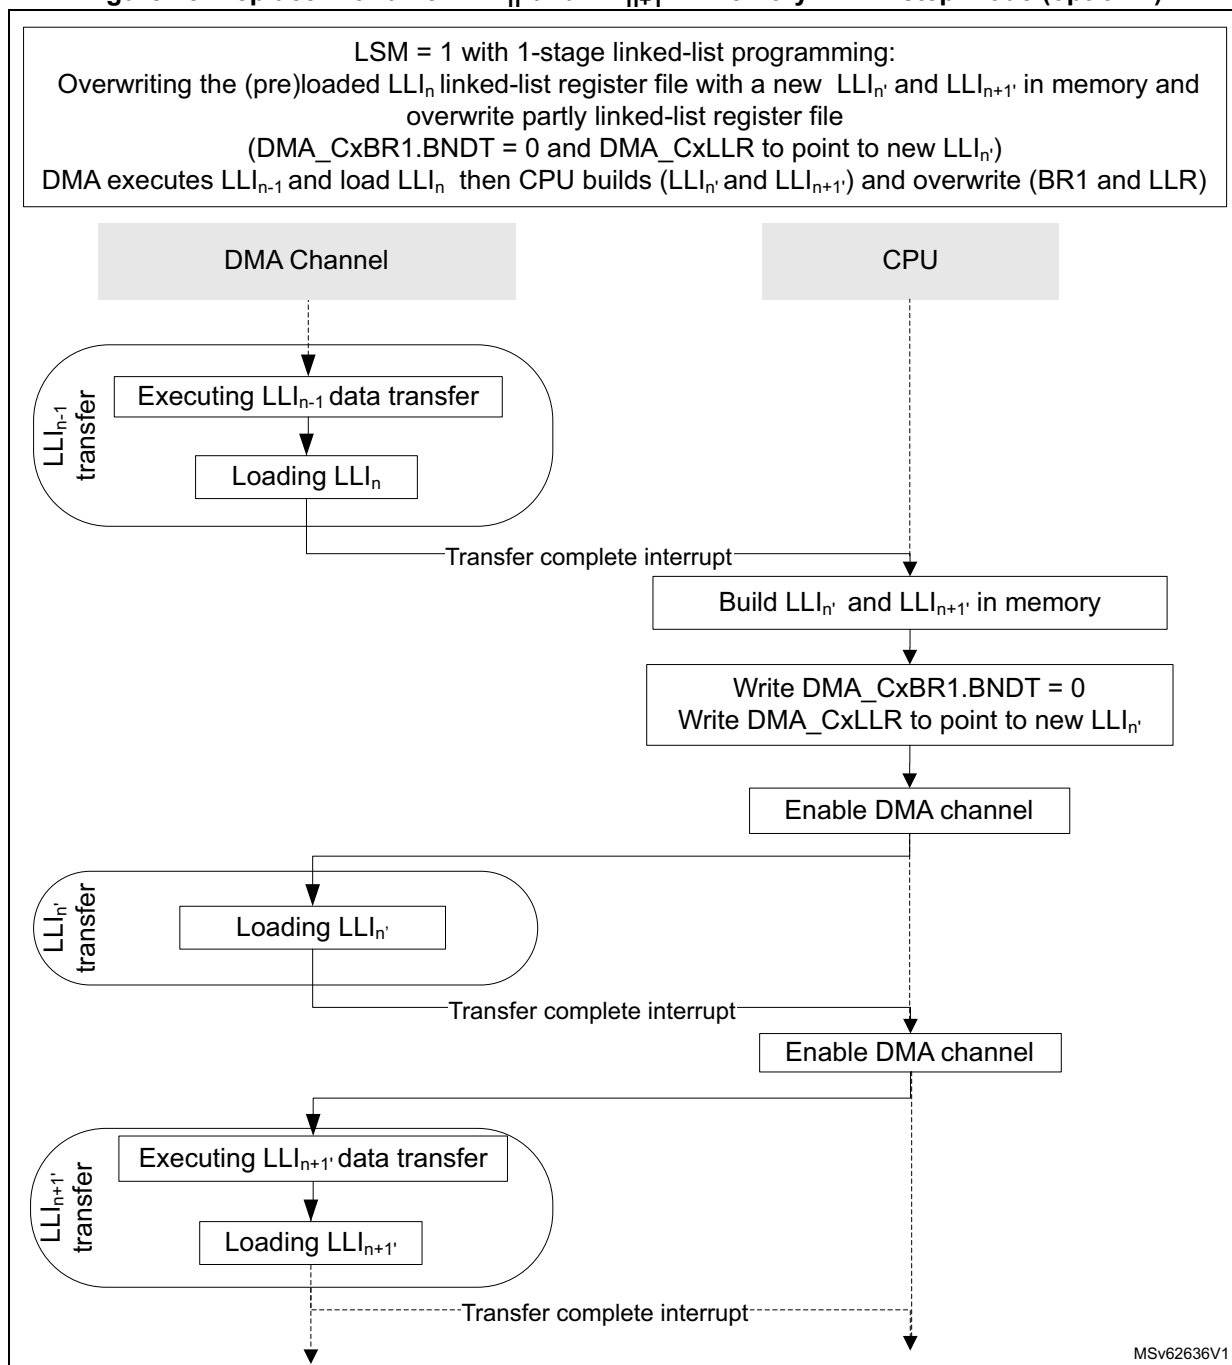 LSM = 1 with 1-stage linked-list programming:
Overwriting the (pre)loaded LLIn linked-list register file with a new LLIn' and LLIn+1' in memory and
overwrite partly linked-list register file
(DMA_CxBR1.BNDT = 0 and DMA_CxLLR to point to new LLIn')
DMA executes LLIn-1 and load LLIn then CPU builds (LLIn' and LLIn+1') and overwrite (BR1 and LLR)
DMA Channel
CPU
LLIn-1
transfer
Executing LLIn-1 data transfer
Loading LLIn
Transfer complete interrupt
Build LLIn' and LLIn+1' in memory
Write DMA_CxBR1.BNDT = 0
Write DMA_CxLLR to point to new LLIn'
Enable DMA channel
LLIn'
transfer
Loading LLIn'
Transfer complete interrupt
Enable DMA channel
LLIn+1'
transfer
Executing LLIn+1' data transfer
Loading LLIn+1'
Transfer complete interrupt
MSv62636V1